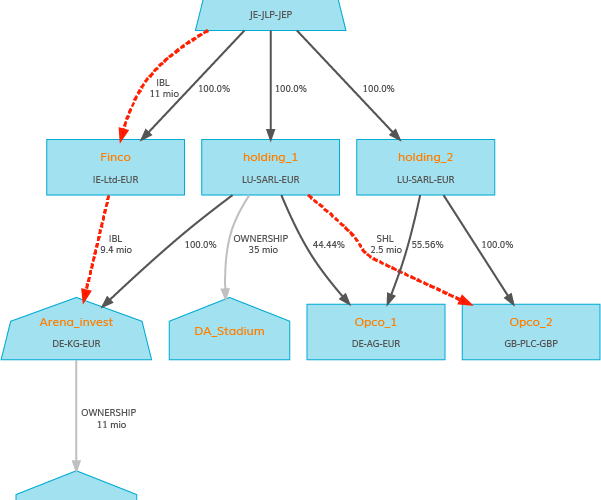 JE-JLP-JEP
IBL
11 mio
100.0%
100.0%
100.0%
Finco
IE-Ltd-EUR
holding_1
LU-SARL-EUR
holding_2
LU-SARL-EUR
IBL
9.4 mio
100.0%
OWNERSHIP
35 mio
44.44%
SHL
2.5 mio
55.56%
100.0%
Arena_invest
DE-KG-EUR
DA_Stadium
Opco_1
DE-AG-EUR
Opco_2
GB-PLC-GBP
OWNERSHIP
11 mio